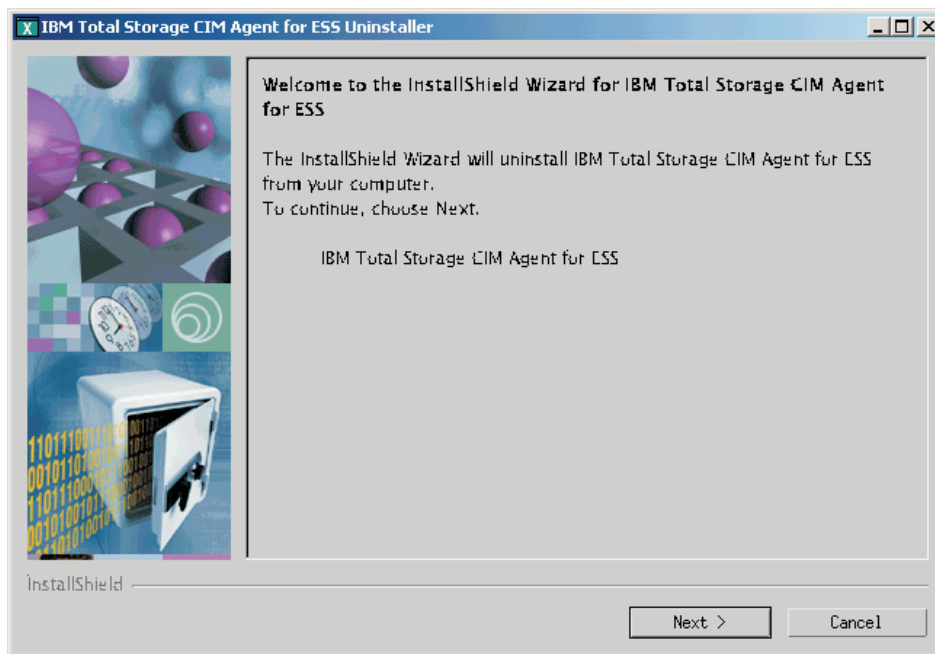 IBM Total Storage CIM Agent for ESS Uninstaller
Welcome to the InstallShield Wizard for IBM Total Storage CIM Agent
for ESS
The InstallShield Wizard will uninstall IBM Total Storage CIM Agent for ESS
from your computer.
To continue, choose Next.
IBM Total Storage CIM Agent for ESS
InstallShield
Next >
Cancel